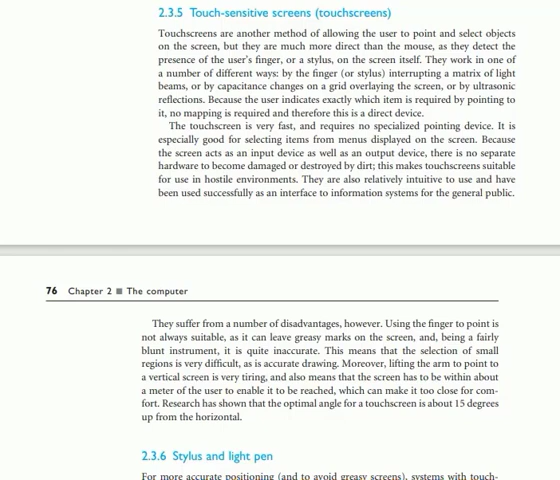 2.3.5 Touch-sensitive screens (touchscreens)
Touchscreens are another method of allowing the user to point and select objects
on the screen, but they are much more direct than the mouse, as they detect the
presence of the user's finger, or a stylus, on the screen itself. They work in one of
a number of different ways: by the finger (or stylus) interrupting a matrix of light
beams, or by capacitance changes on a grid overlaying the screen, or by ultrasonic
reflections. Because the user indicates exactly which item is required by pointing to
it, no mapping is required and therefore this is a direct device.
The touchscreen is very fast, and requires no specialized pointing device. It is
especially good for selecting items from menus displayed on the screen. Because
the screen acts as an input device as well as an output device, there is no separate
hardware to become damaged or destroyed by dirt; this makes touchscreens suitable
for use in hostile environments. They are also relatively intuitive to use and have
been used successfully as an interface to information systems for the general public.
76 Chapter 2 ■ The computer
They suffer from a number of disadvantages, however. Using the finger to point is
not always suitable, as it can leave greasy marks on the screen, and, being a fairly
blunt instrument, it is quite inaccurate. This means that the selection of small
regions is very difficult, as is accurate drawing. Moreover, lifting the arm to point to
a vertical screen is very tiring, and also means that the screen has to be within about
a meter of the user to enable it to be reached, which can make it too close for com-
fort. Research has shown that the optimal angle for a touchscreen is about 15 degrees
up from the horizontal.
2.3.6 Stylus and light pen
For more accurate positioning (and to avoid greasy screens), systems with touch-